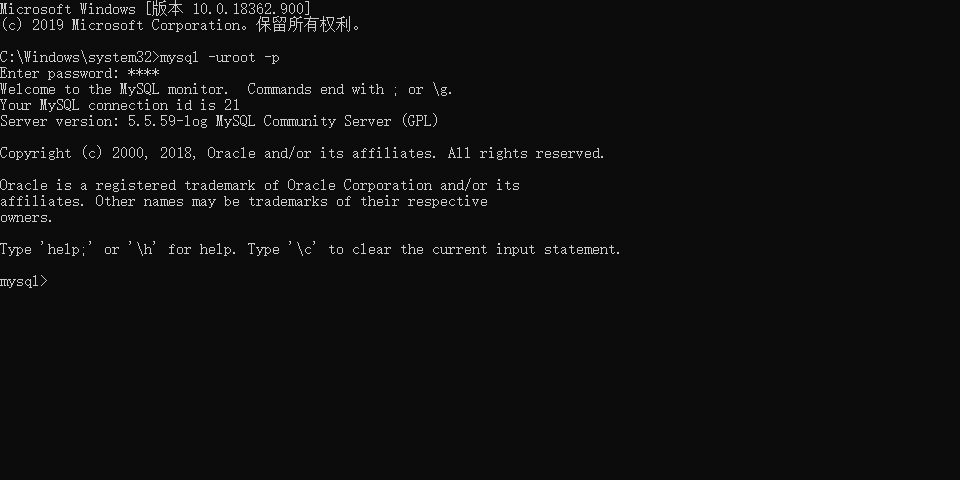 Microsoft Windows [版本 10.0.18362.900]
(c) 2019 Microsoft Corporation。保留所有权利。
C:\Windows\system32>mysql -uroot -p
Enter password: ****
Welcome to the MySQL monitor.  Commands end with ; or \g.
Your MySQL connection id is 21
Server version: 5.5.59-log MySQL Community Server (GPL)
Copyright (c) 2000, 2018, Oracle and/or its affiliates. All rights reserved.
Oracle is a registered trademark of Oracle Corporation and/or its
affiliates. Other names may be trademarks of their respective
owners.
Type 'help;' or '\h' for help. Type '\c' to clear the current input statement.
mysql>